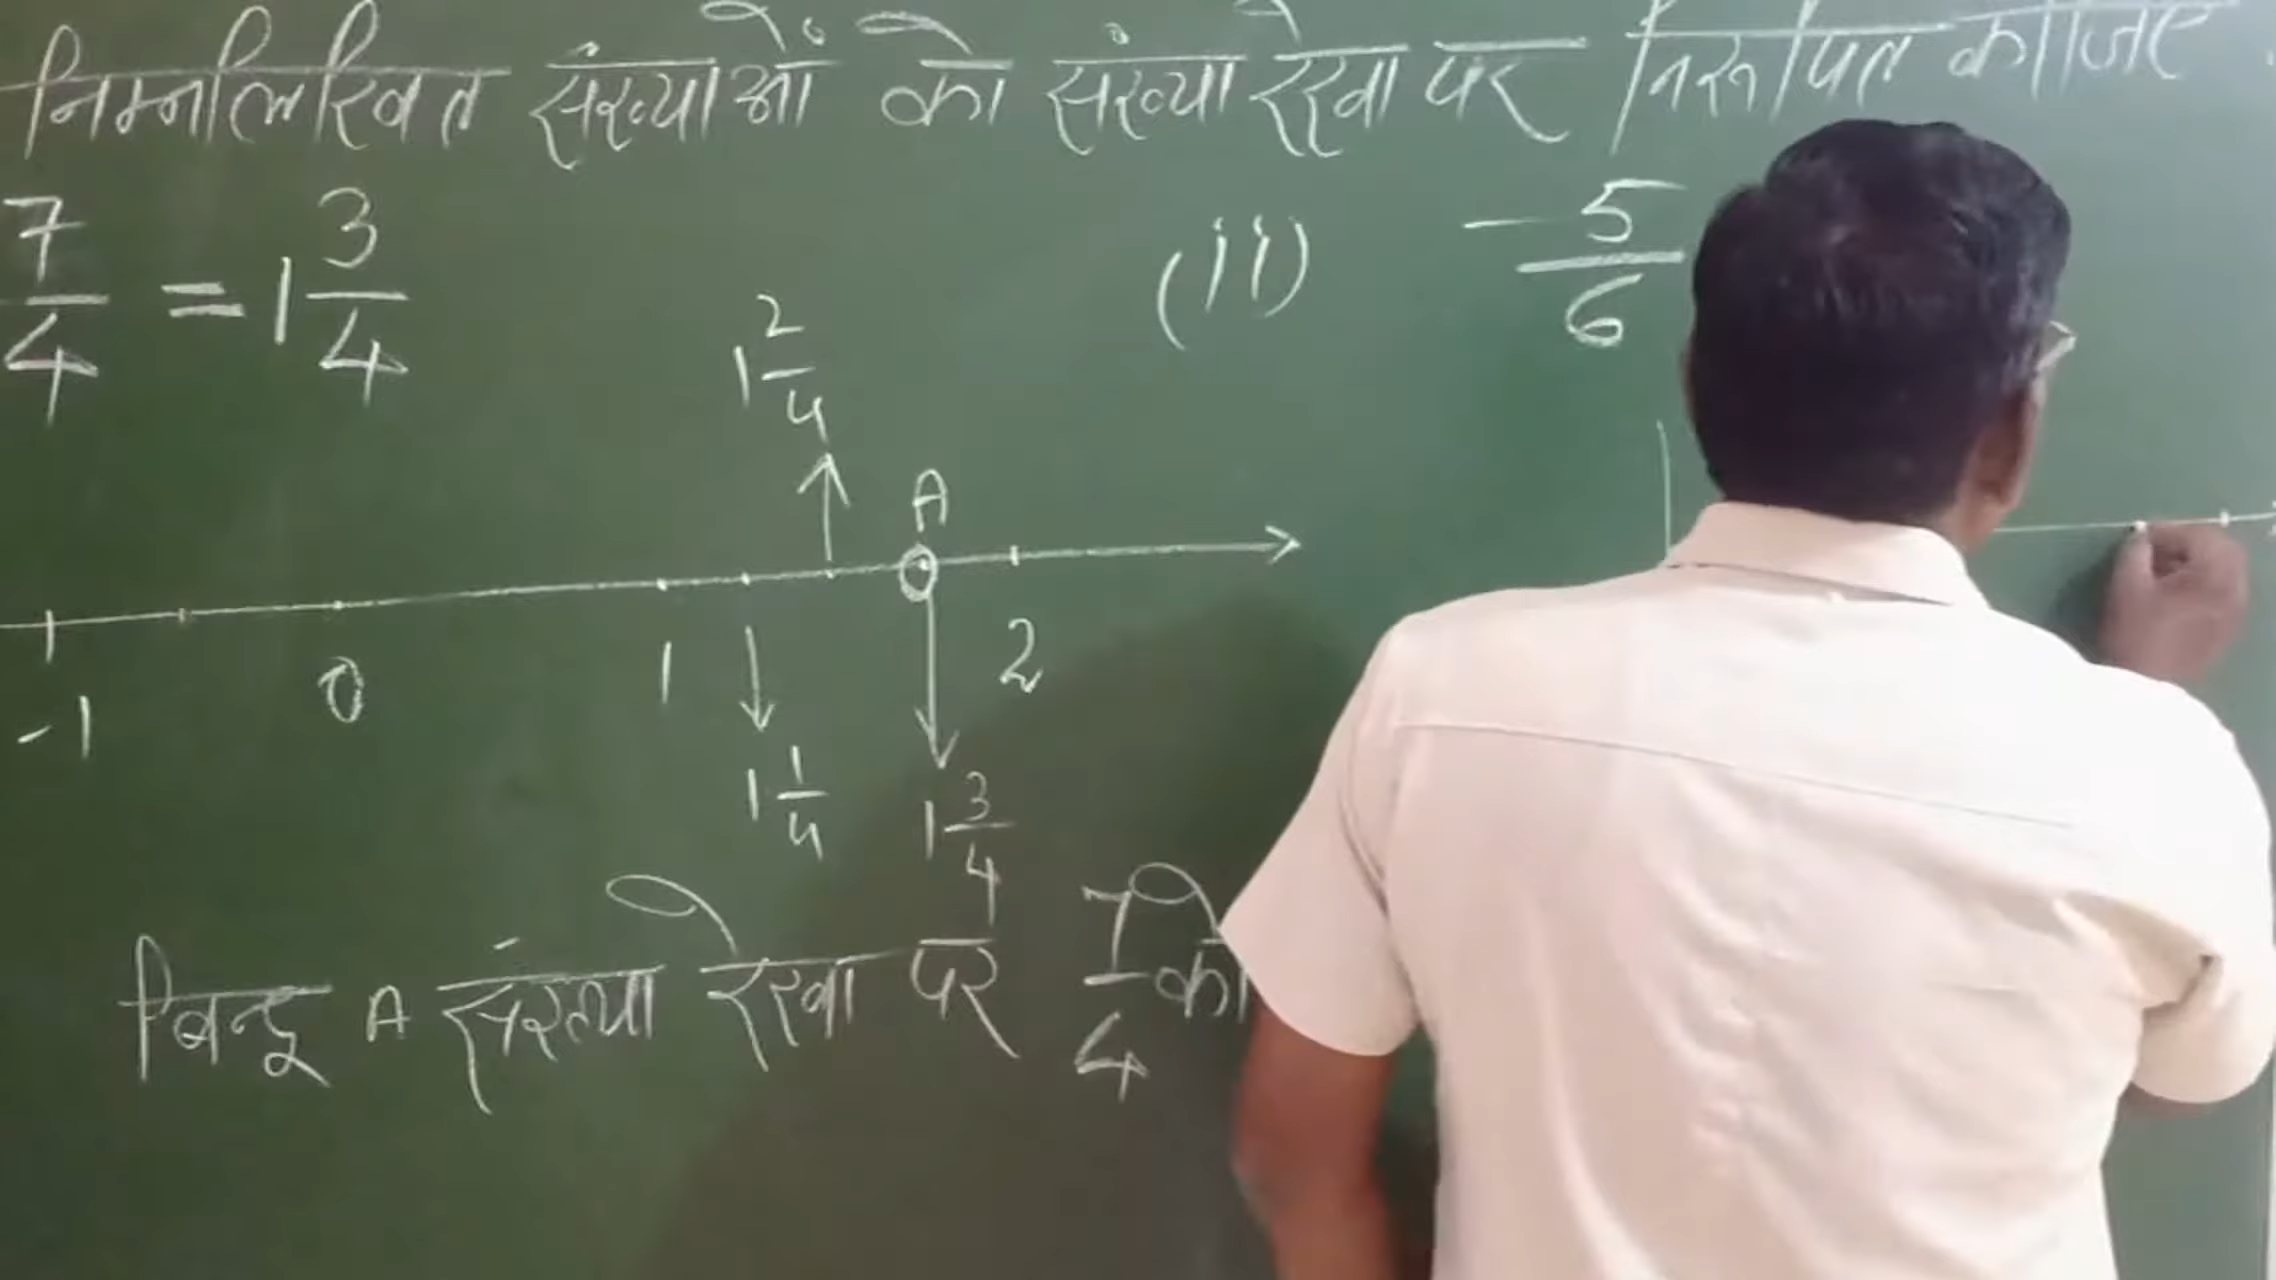 निम्नलिखित संख्याओं को संख्या रेखा पर निरूपित कीजिए .
7/4 = 1 3/4
(ii) -5/6
1 2/4
A
-1 0 1 2
1 1/4 1 3/4
बिन्दू A संख्या रेखा पर 7/4 को